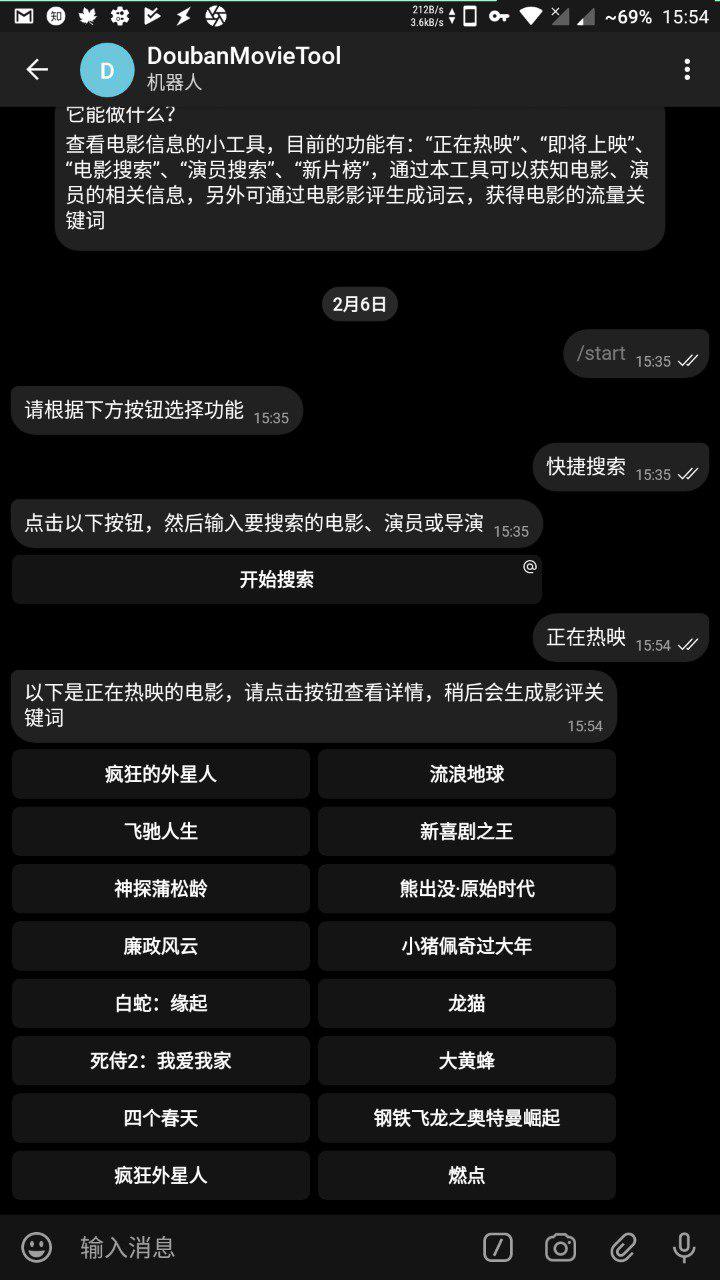 知
212B/s
3.6kB/s
~69% 15:54
D
DoubanMovieTool
机器人
它能做什么？
查看电影信息的小工具，目前的功能有：“正在热映”、“即将上映”、
“电影搜索”、“演员搜索”、“新片榜”，通过本工具可以获知电影、演
员的相关信息，另外可通过电影影评生成词云，获得电影的流量关
键词
2月6日
/start 15:35
请根据下方按钮选择功能 15:35
快捷搜索 15:35
点击以下按钮，然后输入要搜索的电影、演员或导演 15:35
开始搜索 @
正在热映 15:54
以下是正在热映的电影，请点击按钮查看详情，稍后会生成影评关
键词 15:54
疯狂的外星人 流浪地球
飞驰人生 新喜剧之王
神探蒲松龄 熊出没·原始时代
廉政风云 小猪佩奇过大年
白蛇：缘起 龙猫
死侍2：我爱我家 大黄蜂
四个春天 钢铁飞龙之奥特曼崛起
疯狂外星人 燃点
输入消息